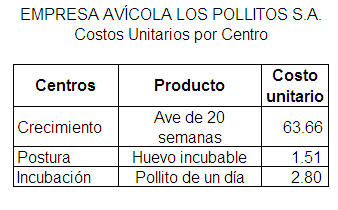 EMPRESA AVÍCOLA LOS POLLITOS S.A.
Costos Unitarios por Centro
Centros Producto Costo unitario
Crecimiento Ave de 20 semanas 63.66
Postura Huevo incubable 1.51
Incubación Pollito de un día 2.80